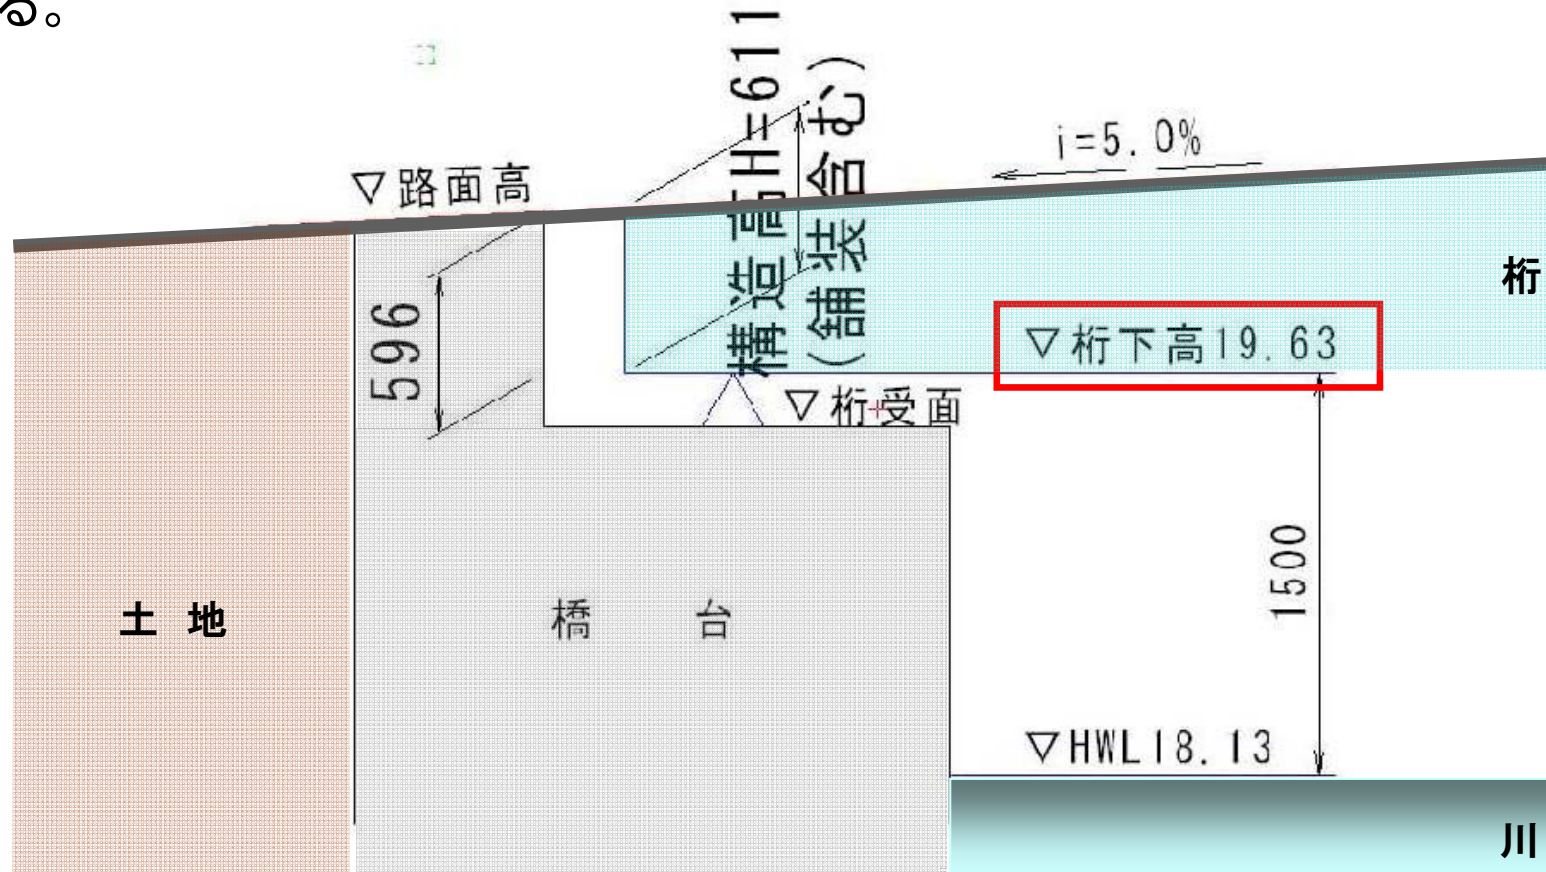 る。
構造高H=611
(舗装含む)
i=5.0%
▽路面高
596
桁
▽桁下高19.63
▽桁受面
1500
土 地
橋 台
▽HWL18.13
川